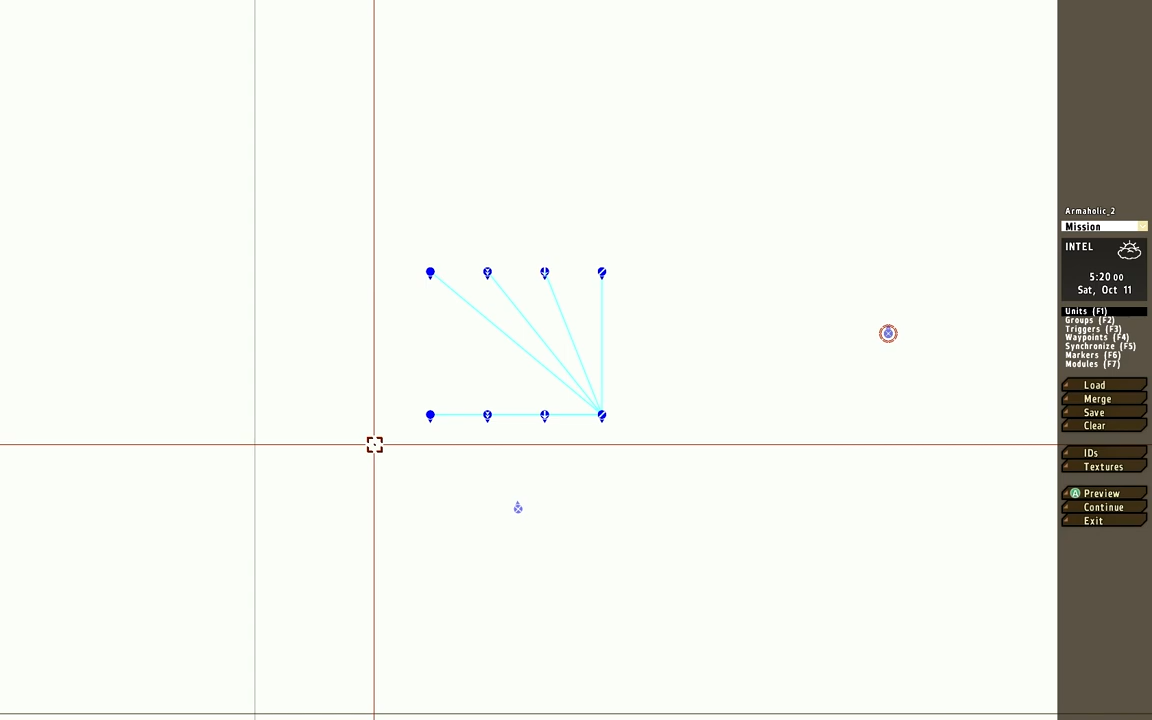 Armaholic_2
Mission
INTEL
5:20 00
Sat, Oct 11
Units (F1)
Groups (F2)
Triggers (F3)
Waypoints (F4)
Synchronize (F5)
Markers (F6)
Modules (F7)
Load
Merge
Save
Clear
IDs
Textures
A Preview
Continue
Exit